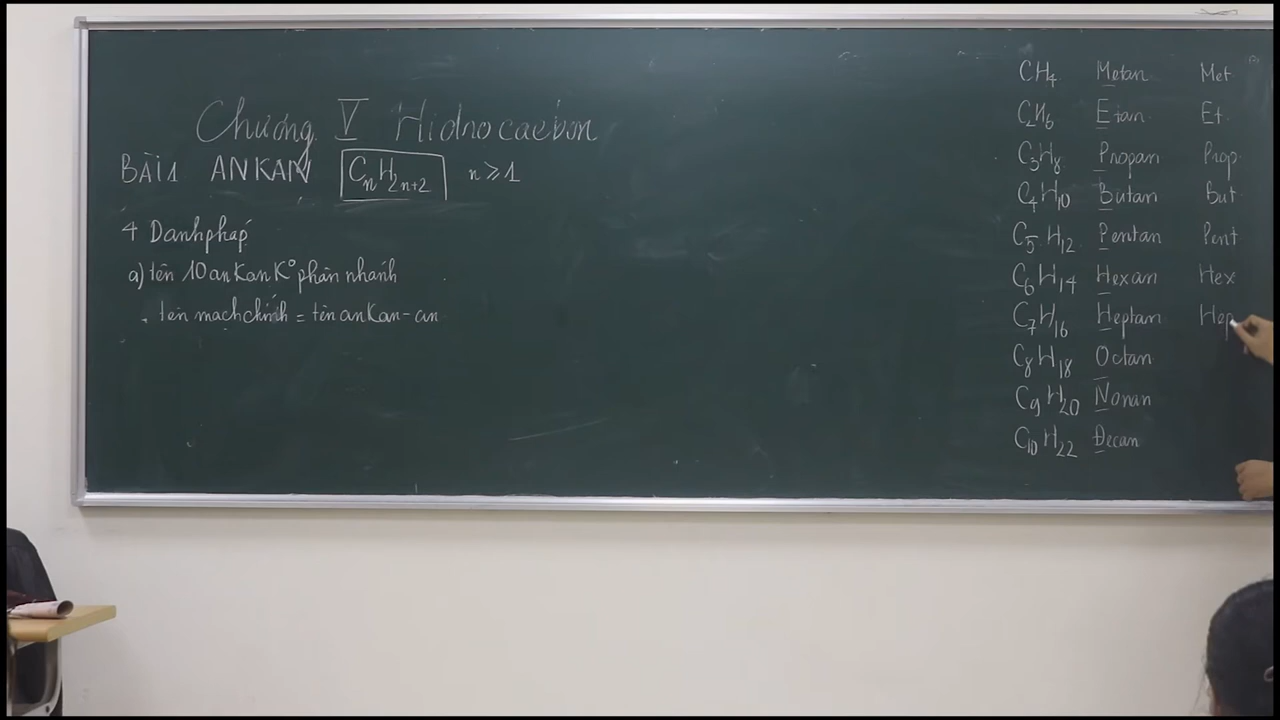 Chương V Hidrocacbon
BÀI 1 ANKAN CnH2n+2 n ≥ 1
4 Danh pháp
a) tên 10 ankan K° phân nhánh
. tên mạch chính = tên ankan - an
CH4 Metan Met
C2H6 Etan Et
C3H8 Propan Prop
C4H10 Butan But
C5H12 Pentan Pent
C6H14 Hexan Hex
C7H16 Heptan Hep
C8H18 Octan
C9H20 Nonan
C10H22 Đecan